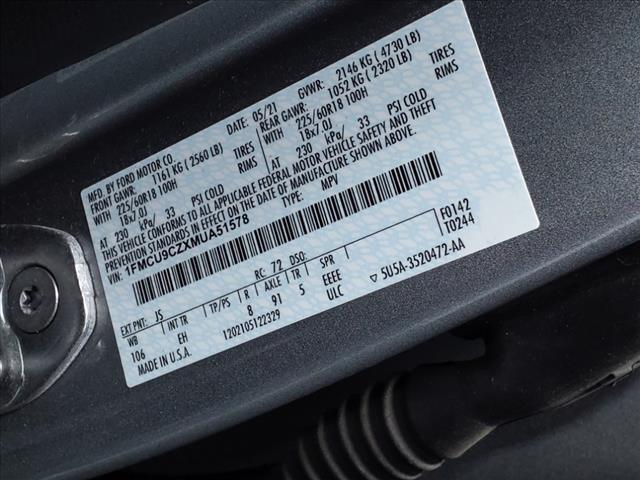 MFD. BY FORD MOTOR CO.
DATE: 05/21
GVWR: 2146 KG ( 4730 LB)
FRONT GAWR: 1161 KG ( 2560 LB)
REAR GAWR: 1052 KG ( 2320 LB)
WITH 225/60R18 100H TIRES
WITH 225/60R18 100H TIRES
18x7.0J RIMS
18x7.0J RIMS
AT 230 kPa/ 33 PSI COLD
AT 230 kPa/ 33 PSI COLD
THIS VEHICLE CONFORMS TO ALL APPLICABLE FEDERAL MOTOR VEHICLE SAFETY AND THEFT
PREVENTION STANDARDS IN EFFECT ON THE DATE OF MANUFACTURE SHOWN ABOVE.
VIN: 1FMCU9CZXMUA51578
TYPE: MPV
F0142
T0244
EXT PNT: JS RC: 72 DSO:
WB INT TR TP/PS R AXLE TR SPR
106 EH 8 91 5 EEEE
MADE IN U.S.A. 1202105122329 ULC ▽ 5U5A-3520472-AA